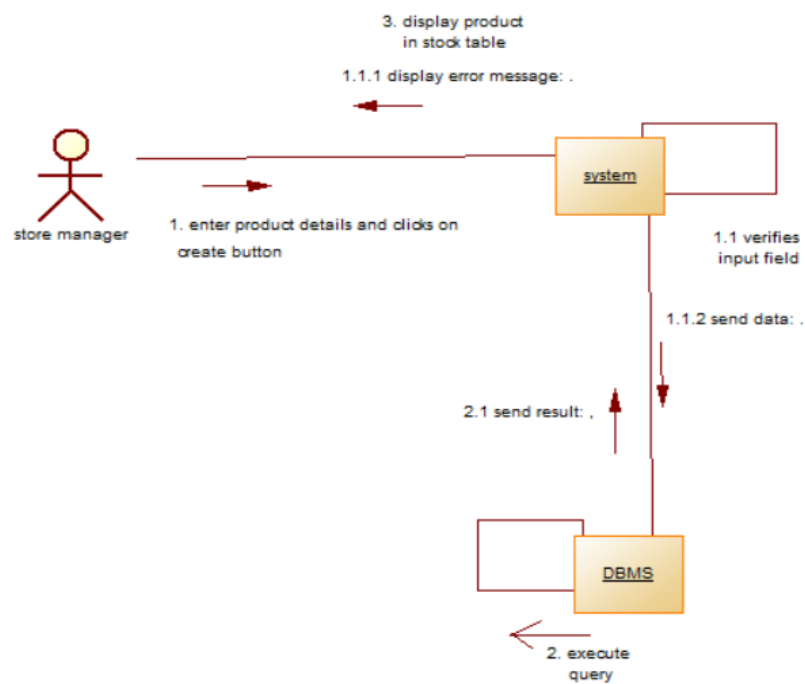 3. display product
in stock table
1.1.1 display error message: .
system
store manager
1. enter product details and clicks on
create button
1.1 verifies
input field
1.1.2 send data: .
2.1 send result: .
DBMS
2. execute
query